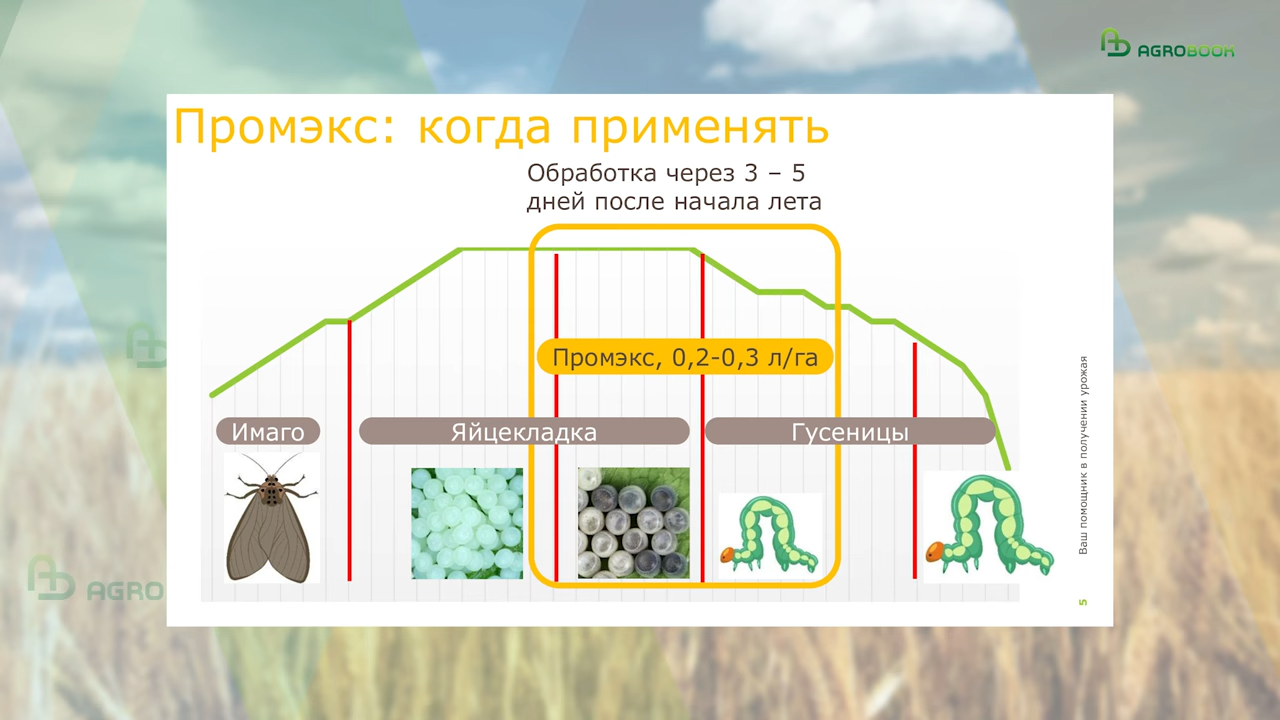 AGROBOOK
Промэкс: когда применять
Обработка через 3 – 5
дней после начала лета
Промэкс, 0,2-0,3 л/га
Имаго
Яйцекладка
Гусеницы
Ваш помощник в получении урожая
5
AGRO